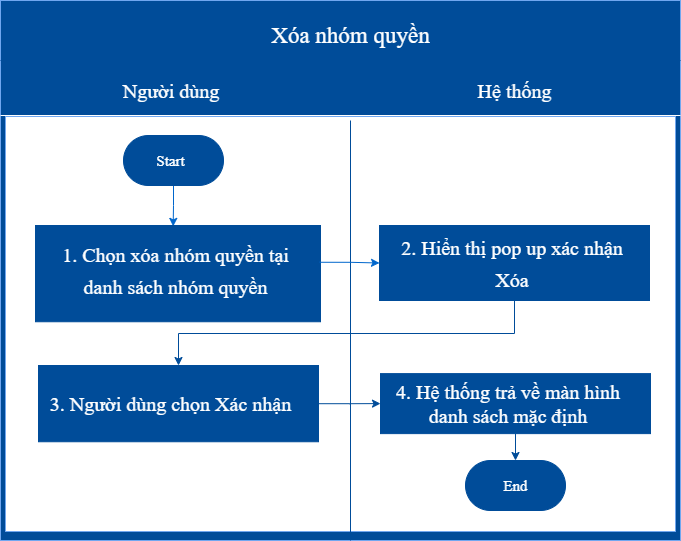 Xóa nhóm quyền
Người dùng
Hệ thống
Start
1. Chọn xóa nhóm quyền tại
danh sách nhóm quyền
2. Hiển thị pop up xác nhận
Xóa
3. Người dùng chọn Xác nhận
4. Hệ thống trả về màn hình
danh sách mặc định
End